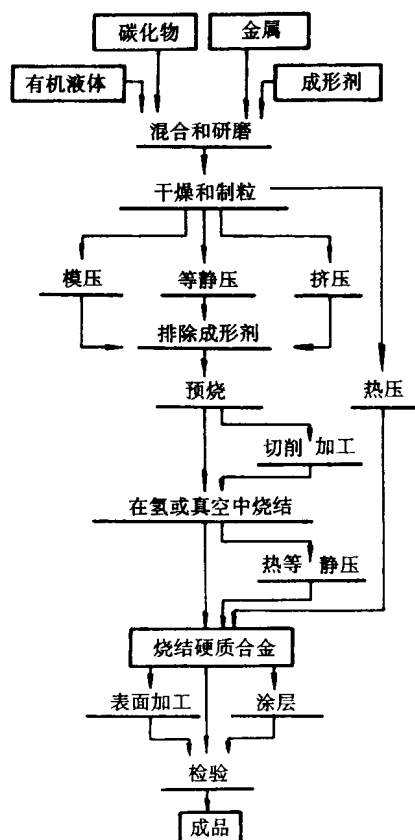 碳化物
金属
有机液体
成形剂
混合和研磨
干燥和制粒
模压
等静压
挤压
排除成形剂
预烧
热压
切削 加工
在氢或真空中烧结
热等 静压
烧结硬质合金
表面加工
涂层
检验
成品